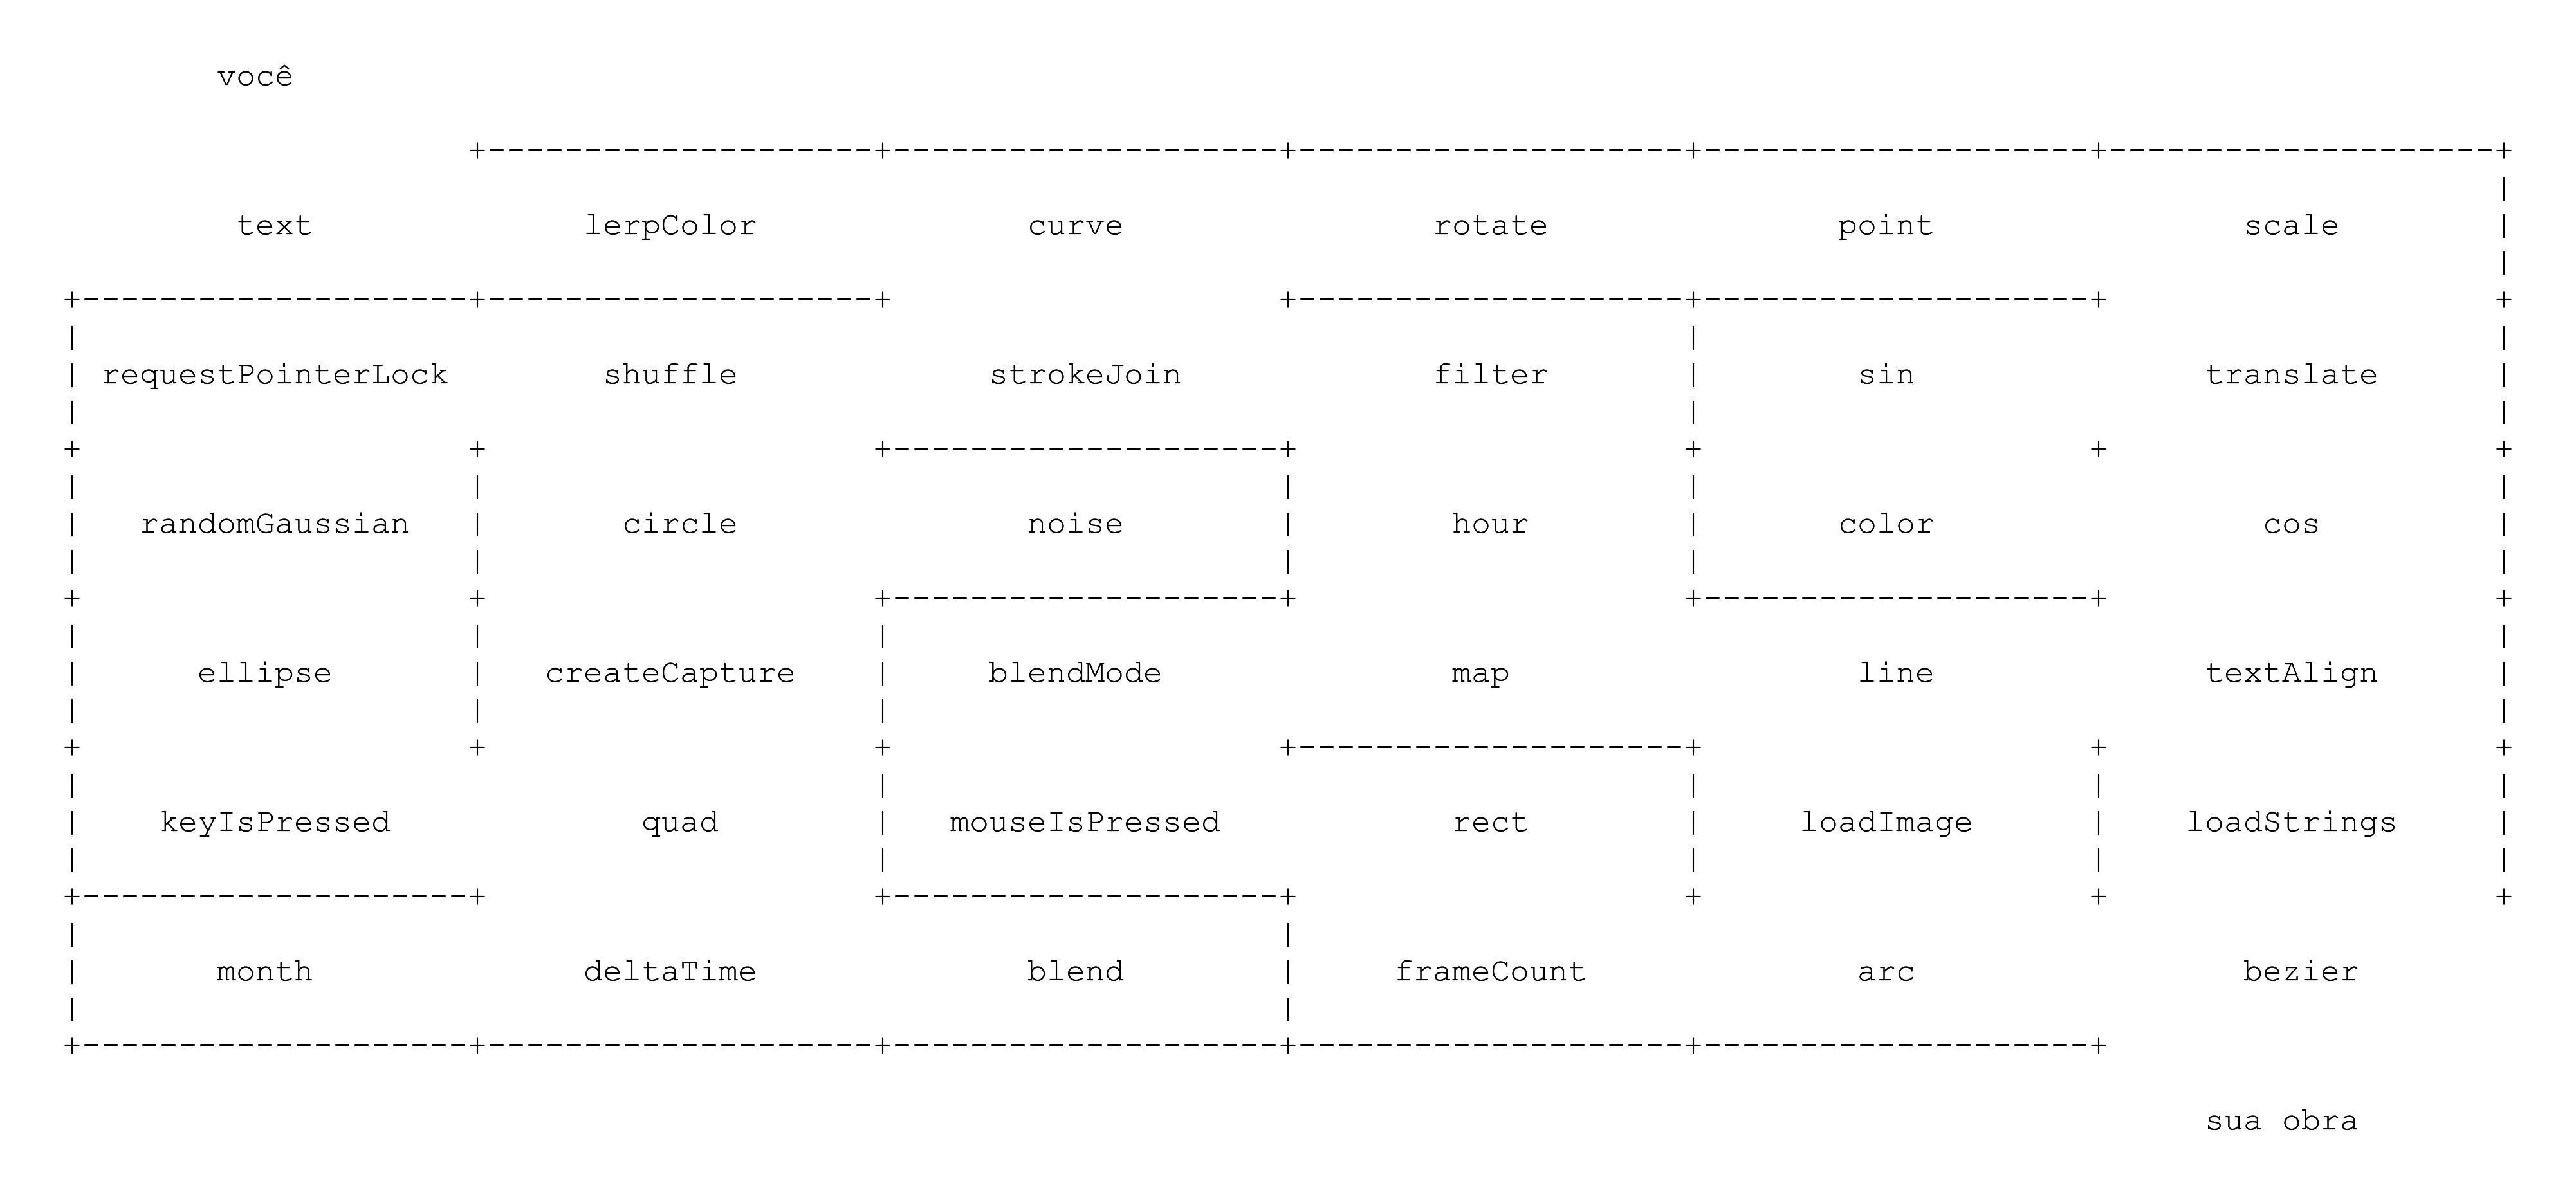 você
text lerpColor curve rotate point scale
requestPointerLock shuffle strokeJoin filter sin translate
randomGaussian circle noise hour color cos
ellipse createCapture blendMode map line textAlign
keyIsPressed quad mouseIsPressed rect loadImage loadStrings
month deltaTime blend frameCount arc bezier
sua obra